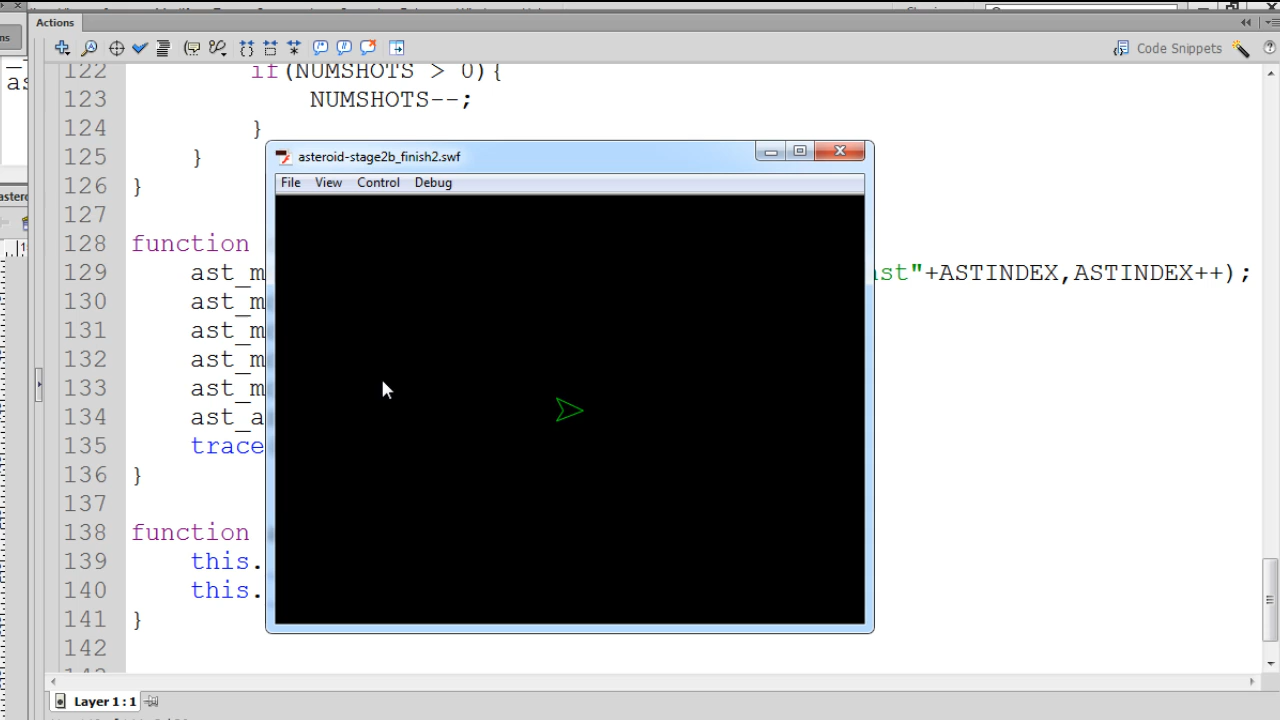 Actions
Code Snippets
122 if(NUMSHOTS > 0){
123 NUMSHOTS--;
124 }
125 }
126 }
127
128 function
129 ast_m ast"+ASTINDEX,ASTINDEX++);
130 ast_m
131 ast_m
132 ast_m
133 ast_m
134 ast_a
135 trace
136 }
137
138 function
139 this.
140 this.
141 }
142
asteroid-stage2b_finish2.swf
File View Control Debug
Layer 1 : 1